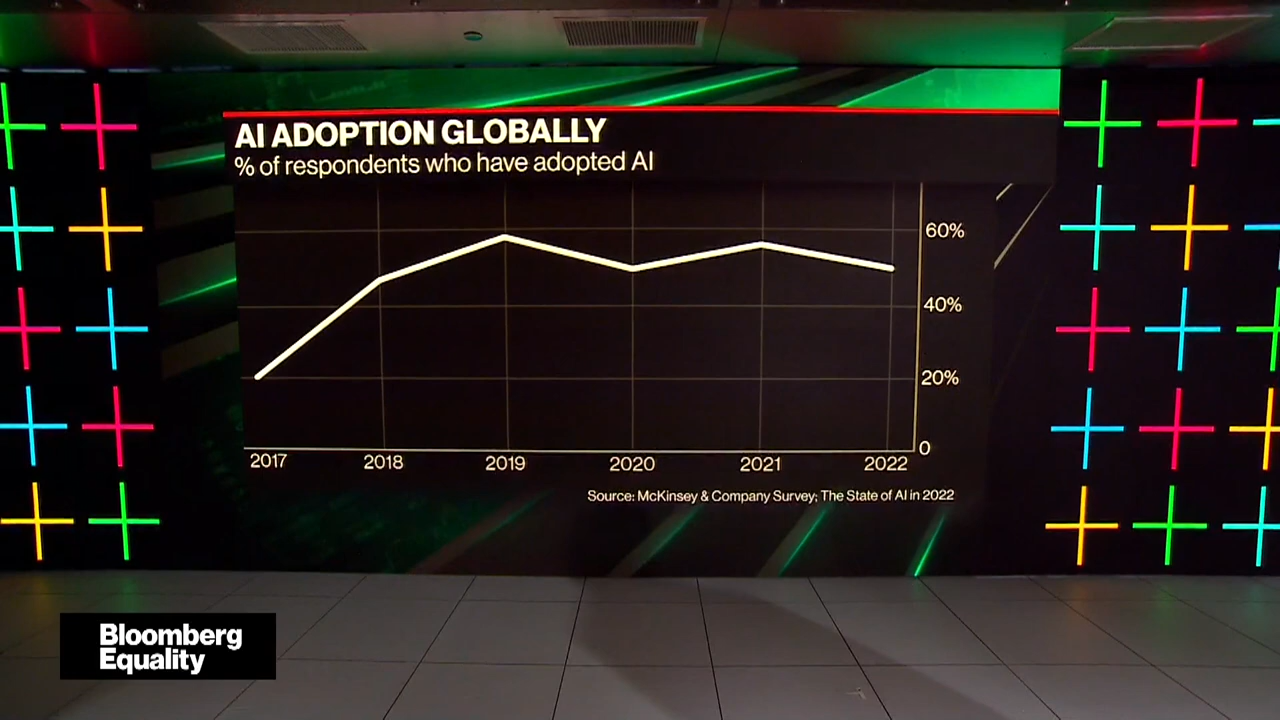 AI ADOPTION GLOBALLY
% of respondents who have adopted AI
60%
40%
20%
0
2017 2018 2019 2020 2021 2022
Source: McKinsey & Company Survey; The State of AI in 2022
Bloomberg
Equality